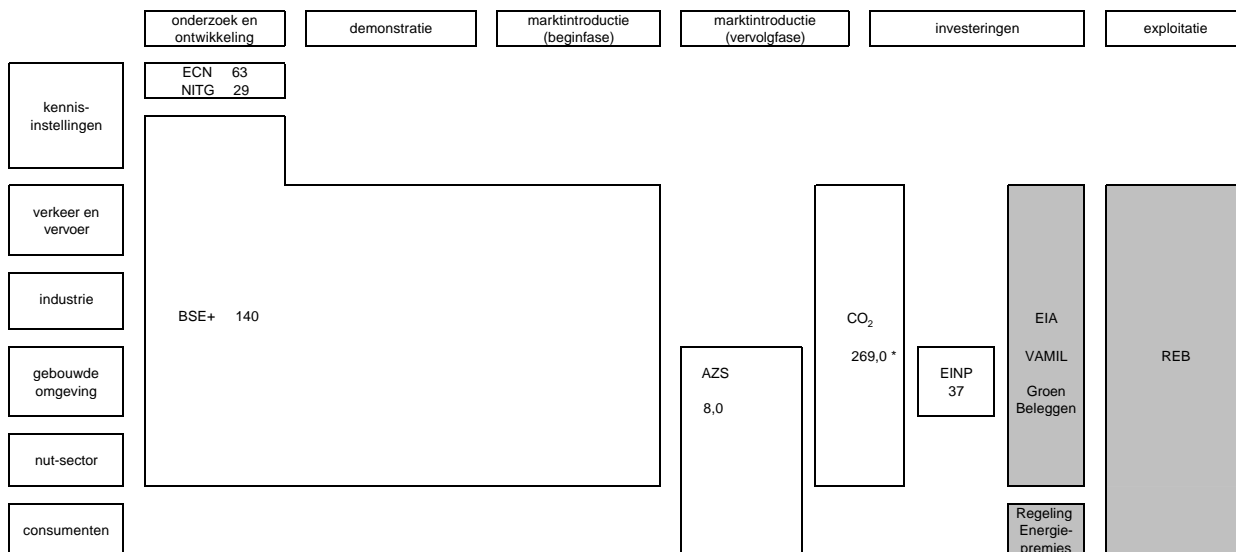 onderzoek en
ontwikkeling
demonstratie
marktintroductie
(beginfase)
marktintroductie
(vervolgfase)
investeringen
exploitatie
kennis-
instellingen
ECN 63
NITG 29
verkeer en
vervoer
industrie
BSE+ 140
CO₂
269,0 *
EIA
VAMIL
Groen
Beleggen
REB
gebouwde
omgeving
AZS
8,0
EINP
37
nut-sector
consumenten
Regeling
Energie-
premies